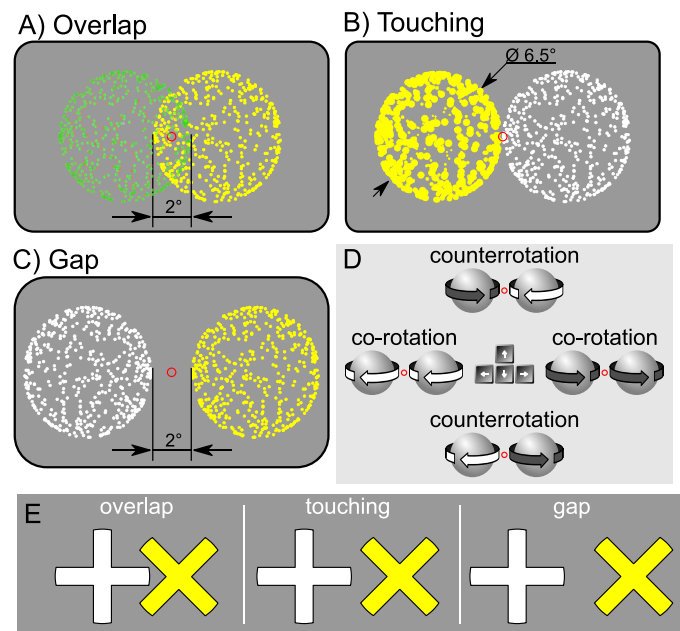 A) Overlap
2°
B) Touching
Ø 6.5°
C) Gap
2°
D
counterrotation
co-rotation
co-rotation
counterrotation
E
overlap
touching
gap